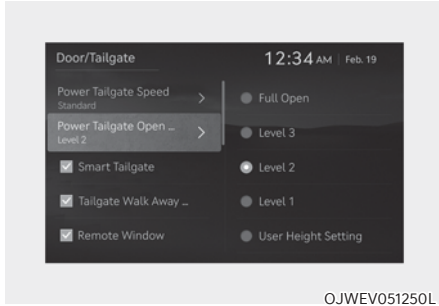 Door/Tailgate
12:34 AM | Feb. 19
Power Tailgate Speed
Standard
Power Tailgate Open ...
Level 2
Smart Tailgate
Tailgate Walk Away ...
Remote Window
Full Open
Level 3
Level 2
Level 1
User Height Setting
OJWEV051250L